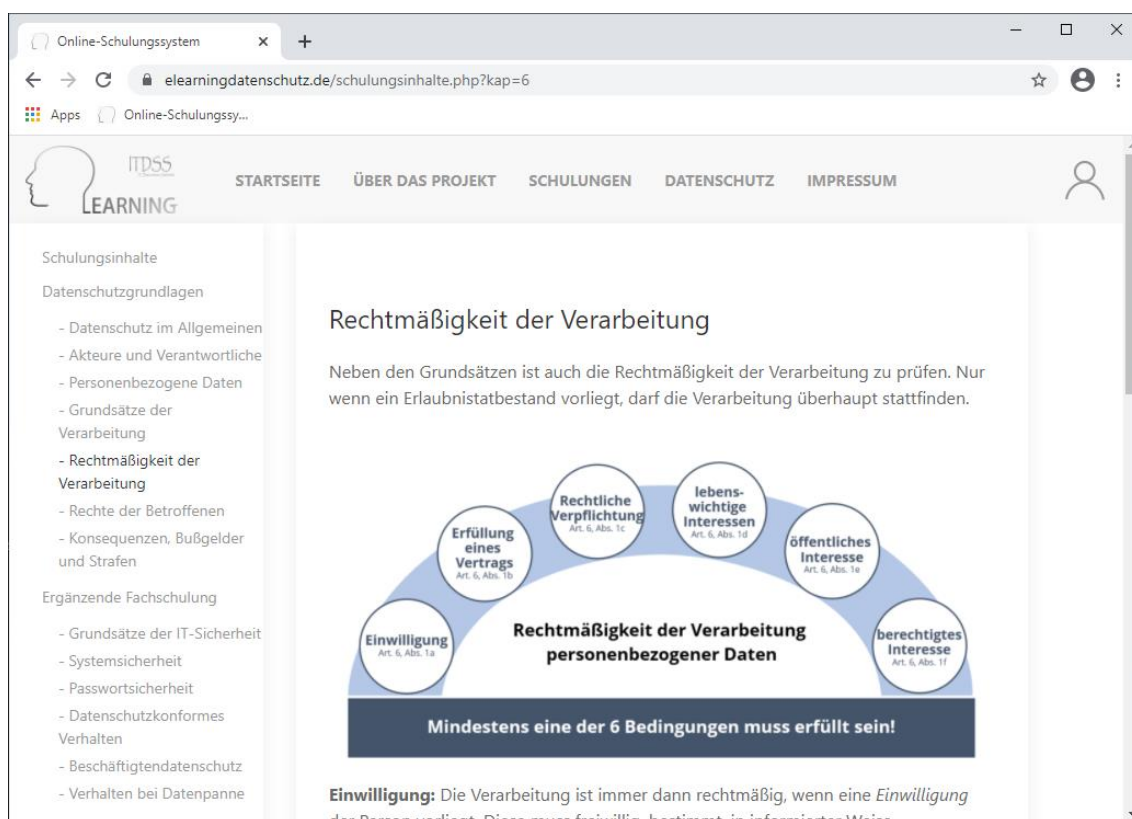 Online-Schulungssystem
elearningdatenschutz.de/schulungsinhalte.php?kap=6
Apps Online-Schulungssy...
ITDSS
LEARNING
STARTSEITE ÜBER DAS PROJEKT SCHULUNGEN DATENSCHUTZ IMPRESSUM
Schulungsinhalte
Datenschutzgrundlagen
- Datenschutz im Allgemeinen
- Akteure und Verantwortliche
- Personenbezogene Daten
- Grundsätze der
Verarbeitung
- Rechtmäßigkeit der
Verarbeitung
- Rechte der Betroffenen
- Konsequenzen, Bußgelder
und Strafen
Ergänzende Fachschulung
- Grundsätze der IT-Sicherheit
- Systemsicherheit
- Passwortsicherheit
- Datenschutzkonformes
Verhalten
- Beschäftigtendatenschutz
- Verhalten bei Datenpanne
Rechtmäßigkeit der Verarbeitung
Neben den Grundsätzen ist auch die Rechtmäßigkeit der Verarbeitung zu prüfen. Nur
wenn ein Erlaubnistatbestand vorliegt, darf die Verarbeitung überhaupt stattfinden.
Einwilligung
Art. 6, Abs. 1a
Erfüllung
eines
Vertrags
Art. 6, Abs. 1b
Rechtliche
Verpflichtung
Art. 6, Abs. 1c
lebens-
wichtige
Interessen
Art. 6, Abs. 1d
öffentliches
Interesse
Art. 6, Abs. 1e
berechtigtes
Interesse
Art. 6, Abs. 1f
Rechtmäßigkeit der Verarbeitung
personenbezogener Daten
Mindestens eine der 6 Bedingungen muss erfüllt sein!
Einwilligung: Die Verarbeitung ist immer dann rechtmäßig, wenn eine Einwilligung